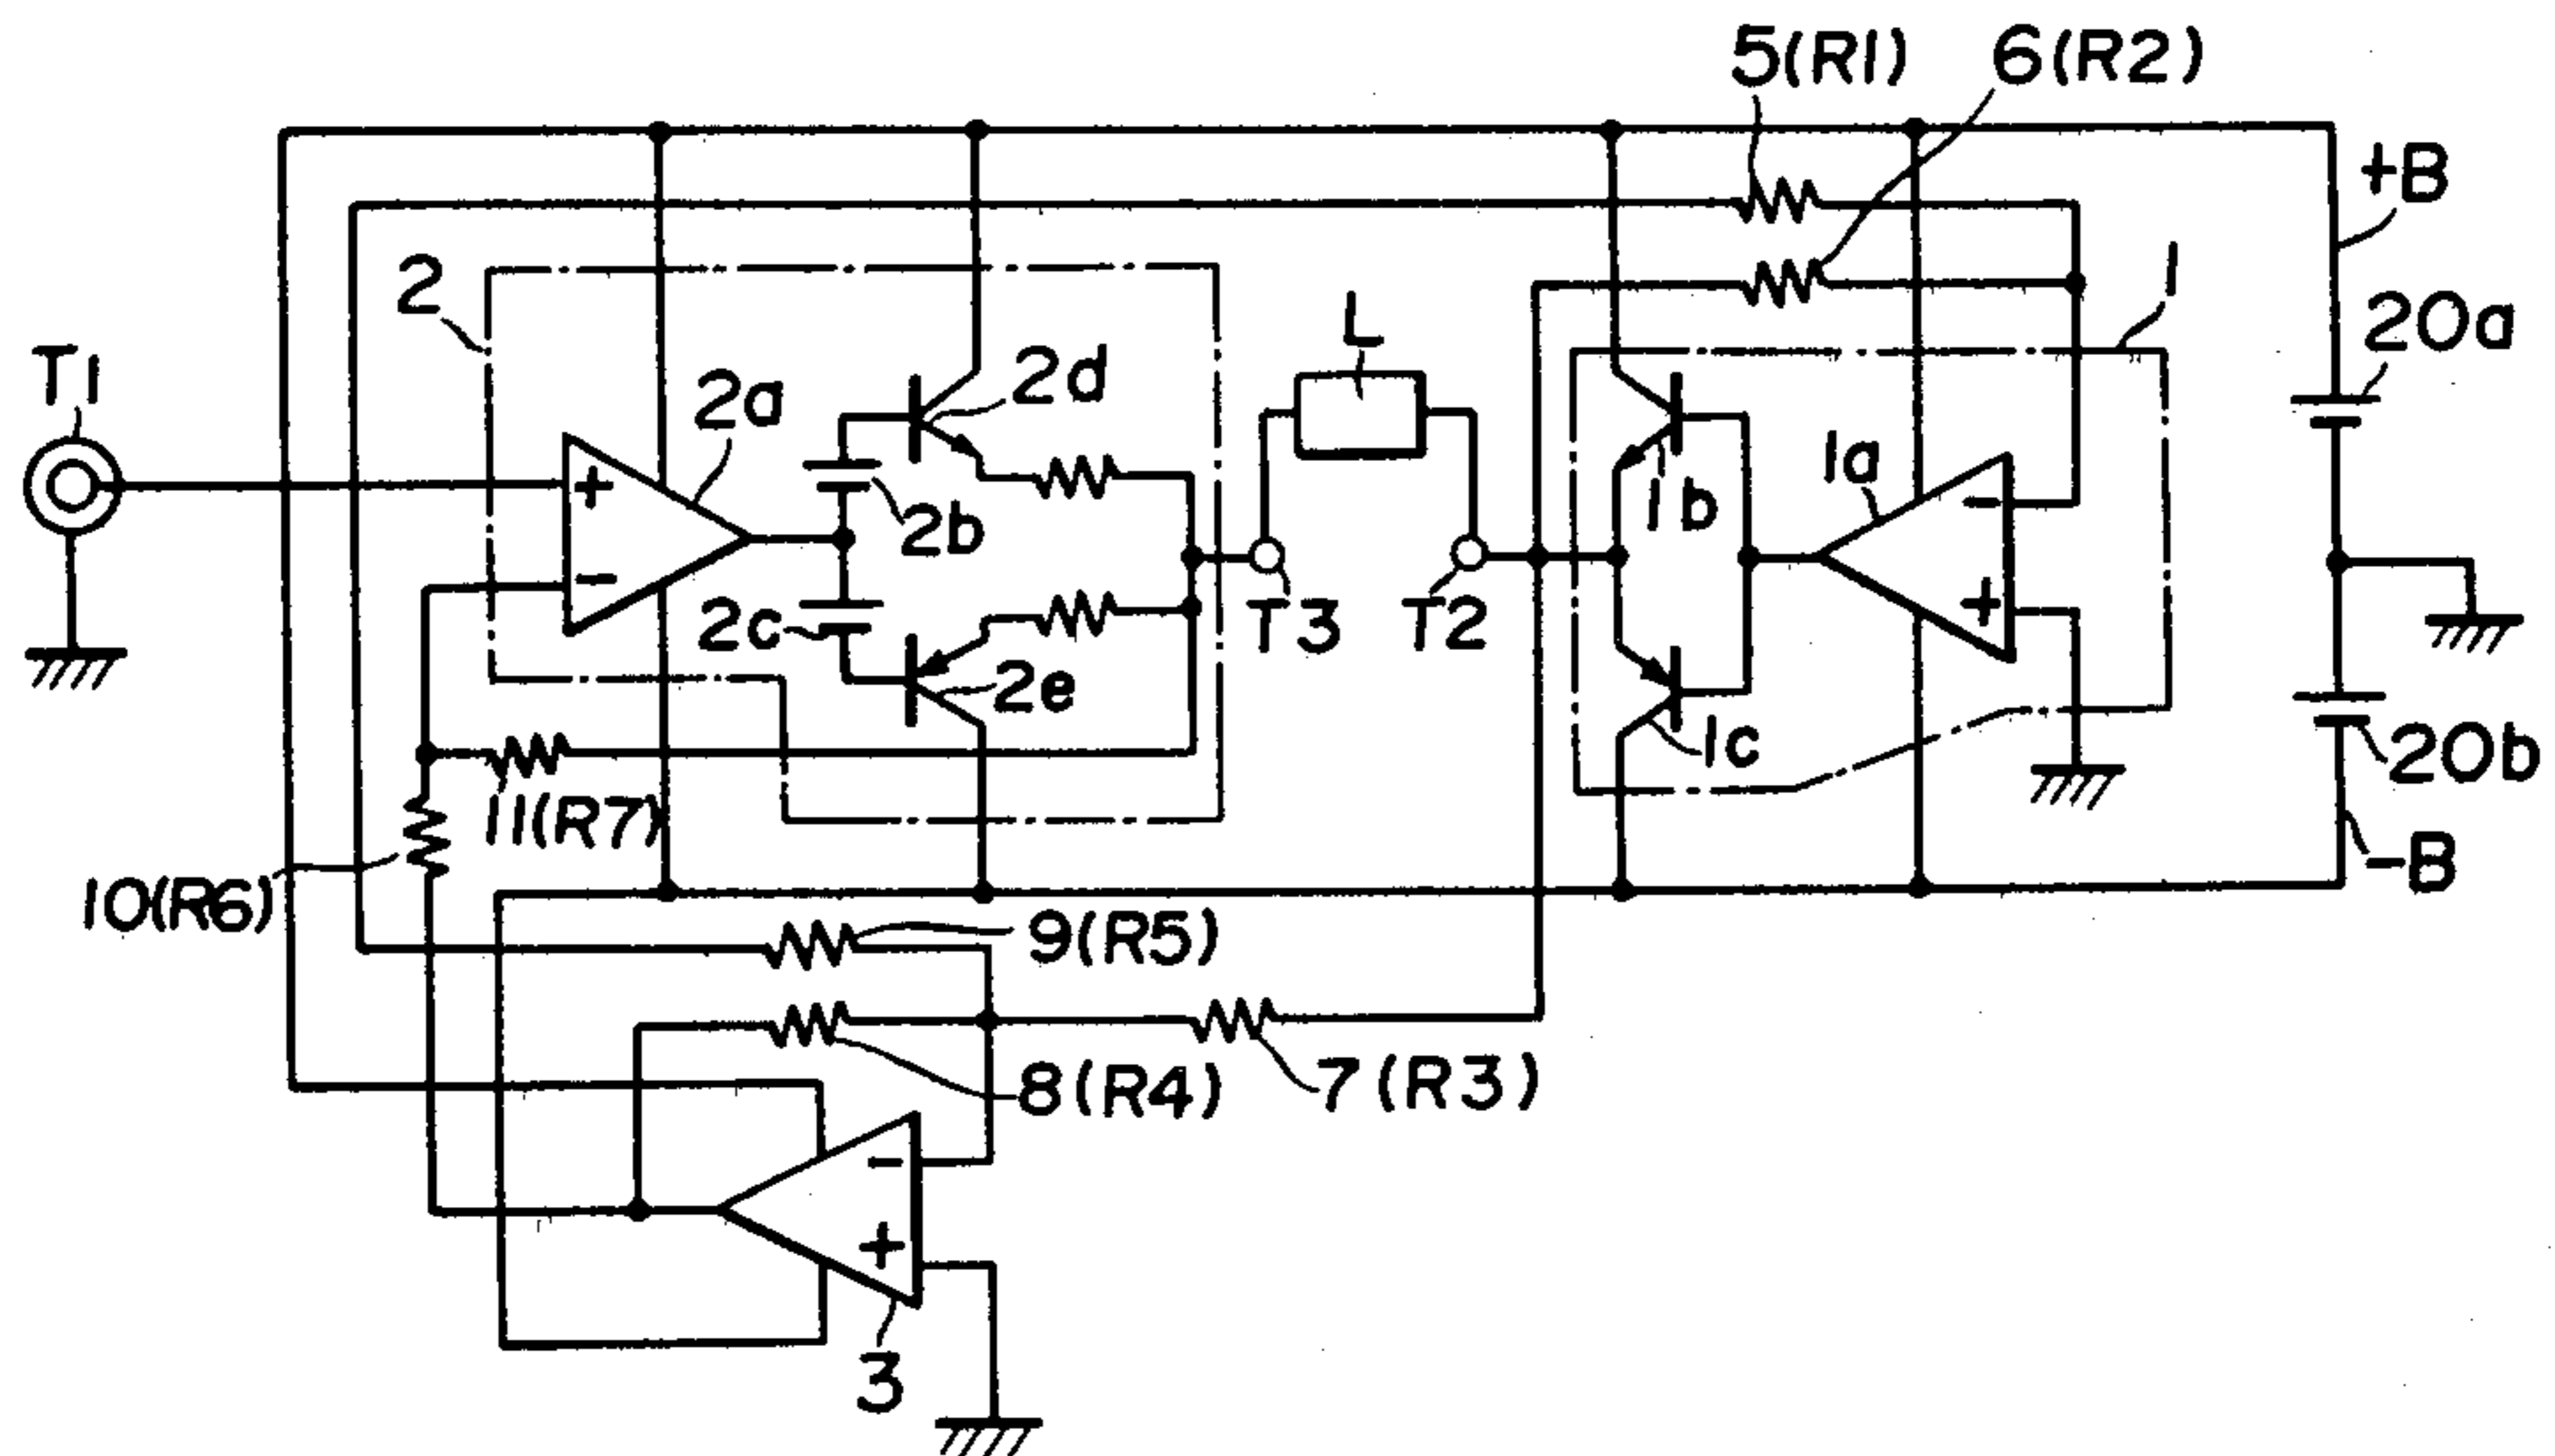 5(R1) 6(R2)
+B
2 1
T1 L 20a
2a 2d
+ 1a
2b 1b -
- T3 T2 +
2c 2e
1c 20b
11(R7)
-B
10(R6)
9(R5)
8(R4) 7(R3)
-
+
3